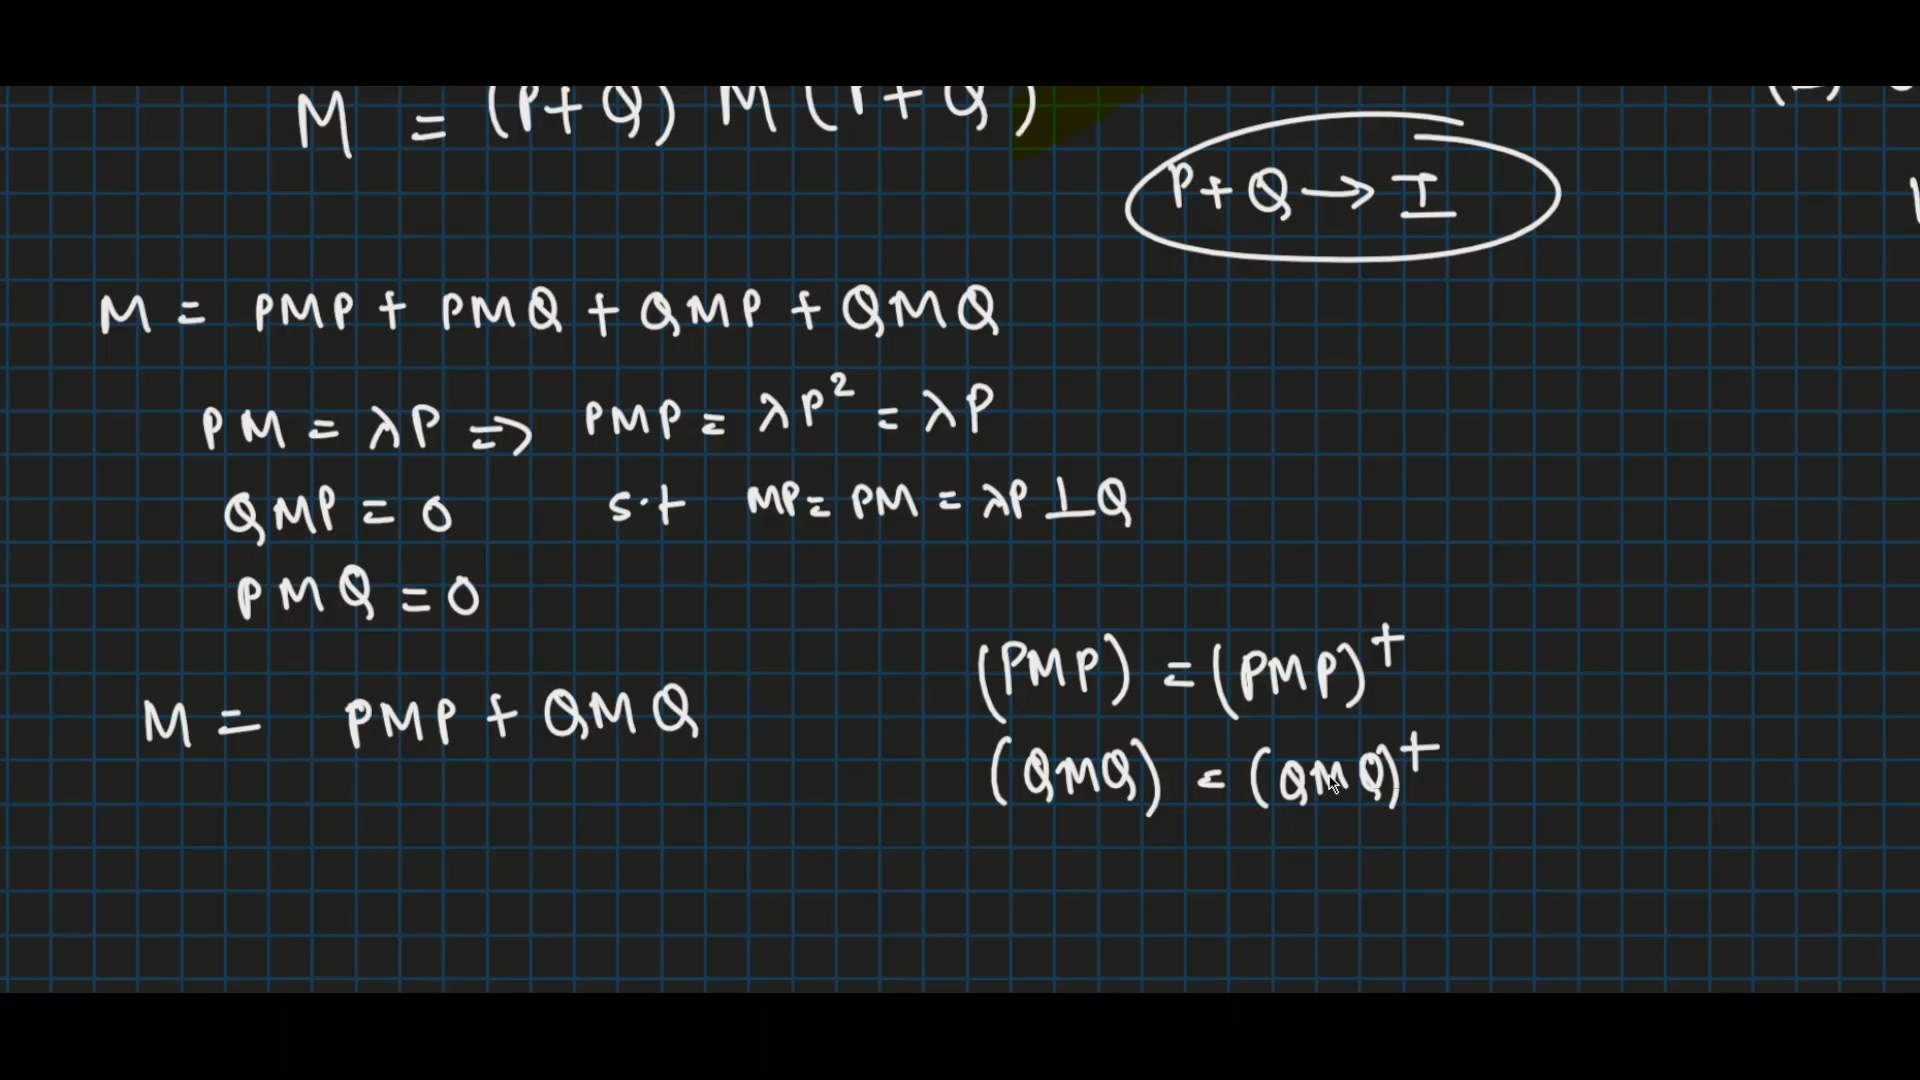 M = (P+Q) M (P+Q)
P+Q → I
M = PMP + PMQ + QMP + QMQ
PM = λP => PMP = λP² = λP
QMP = 0 s.t MP = PM = λP ⊥ Q
PMQ = 0
(PMP) = (PMP)†
M = PMP + QMQ
(QMQ) = (QMQ)†